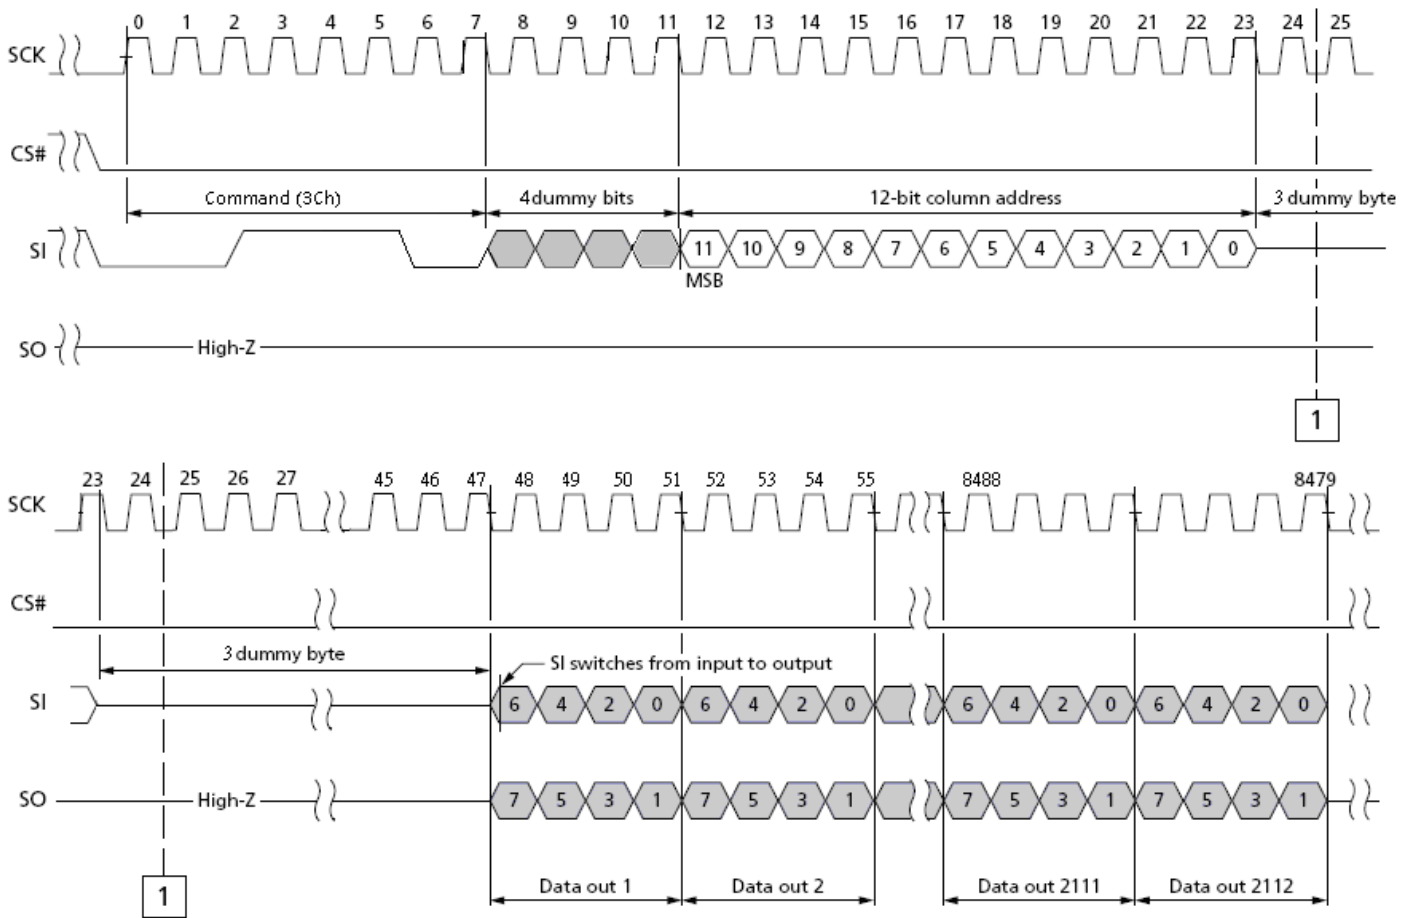 0 1 2 3 4 5 6 7 8 9 10 11 12 13 14 15 16 17 18 19 20 21 22 23 24 25
SCK
CS#
Command (3Ch) 4dummy bits 12-bit column address 3 dummy byte
SI 11 10 9 8 7 6 5 4 3 2 1 0
MSB
SO High-Z
1
23 24 25 26 27 45 46 47 48 49 50 51 52 53 54 55 8488 8479
SCK
CS#
3 dummy byte
SI switches from input to output
SI 6 4 2 0 6 4 2 0 6 4 2 0 6 4 2 0
SO High-Z 7 5 3 1 7 5 3 1 7 5 3 1 7 5 3 1
1 Data out 1 Data out 2 Data out 2111 Data out 2112